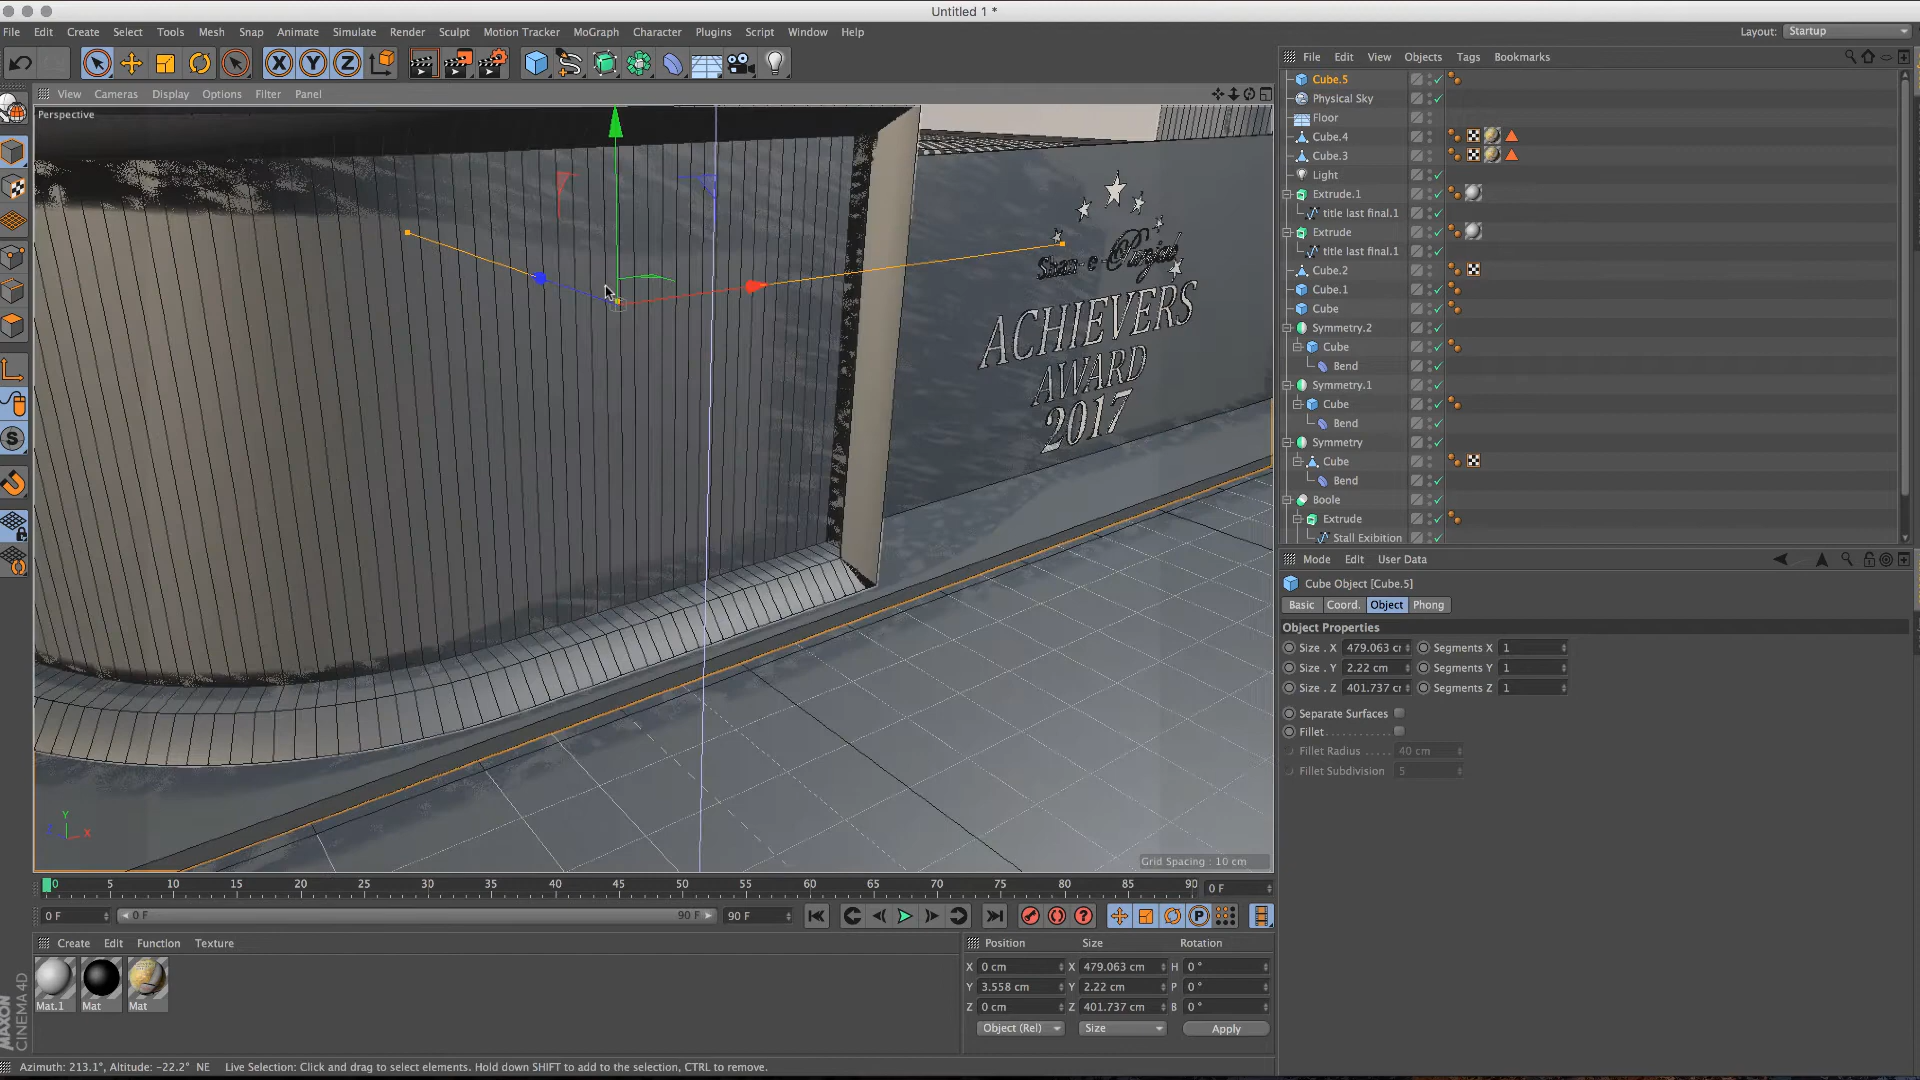 Untitled 1 *
File Edit Create Select Tools Mesh Snap Animate Simulate Render Sculpt Motion Tracker MoGraph Character Plugins Script Window Help
Layout: Startup
X Y Z
View Cameras Display Options Filter Panel
Perspective
Shan-e-Punjab
ACHIEVERS
AWARD
2017
Y
Z X
Grid Spacing : 10 cm
File Edit View Objects Tags Bookmarks
Cube.5
Physical Sky
Floor
Cube.4
Cube.3
Light
Extrude.1
title last final.1
Extrude
title last final.1
Cube.2
Cube.1
Cube
Symmetry.2
Cube
Bend
Symmetry.1
Cube
Bend
Symmetry
Cube
Bend
Boole
Extrude
Stall Exibition
Mode Edit User Data
Cube Object [Cube.5]
Basic Coord. Object Phong
Object Properties
Size . X 479.063 cr Segments X 1
Size . Y 2.22 cm Segments Y 1
Size . Z 401.737 cr Segments Z 1
Separate Surfaces
Fillet
Fillet Radius 40 cm
Fillet Subdivision 5
0 5 10 15 20 25 30 35 40 45 50 55 60 65 70 75 80 85 90 0 F
0 F 0 F 90 F 90 F
P
Create Edit Function Texture
Mat.1 Mat Mat
Position Size Rotation
X 0 cm X 479.063 cm H 0 °
Y 3.558 cm Y 2.22 cm P 0 °
Z 0 cm Z 401.737 cm B 0 °
Object (Rel) Size Apply
MAXON
CINEMA 4D
Azimuth: 213.1°, Altitude: -22.2° NE Live Selection: Click and drag to select elements. Hold down SHIFT to add to the selection, CTRL to remove.